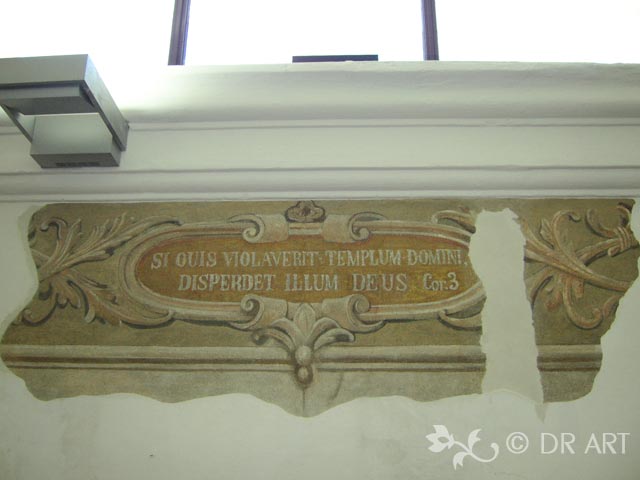 SI QUIS VIOLAVERIT · TEMPLUM · DOMINI,
DISPERDET ILLUM DEUS Cor. 3
© DR ART